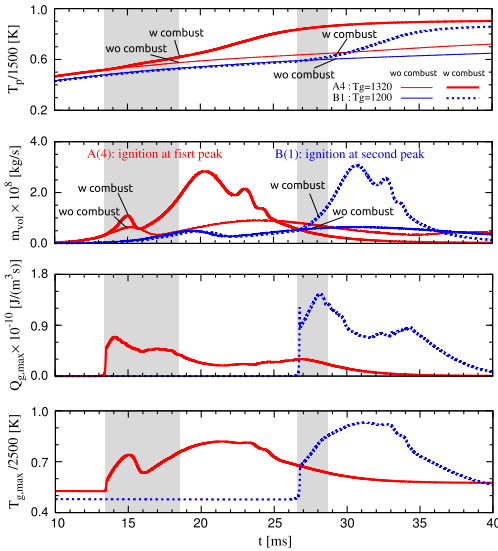 1.0
0.6
0.2
T_p/1500 [K]
w combust
wo combust
w combust
wo combust
wo combust w combust
A4 : Tg=1320
B1 : Tg=1200
4.0
2.0
0.0
m_vol × 10^8 [kg/s]
A(4): ignition at fisrt peak
B(1): ignition at second peak
w combust
wo combust
w combust
wo combust
1.8
0.9
0.0
Q_g,max × 10^-10 [J/(m^3s)]
1.0
0.7
0.4
T_g,max /2500 [K]
10 15 20 25 30 35 40
t [ms]